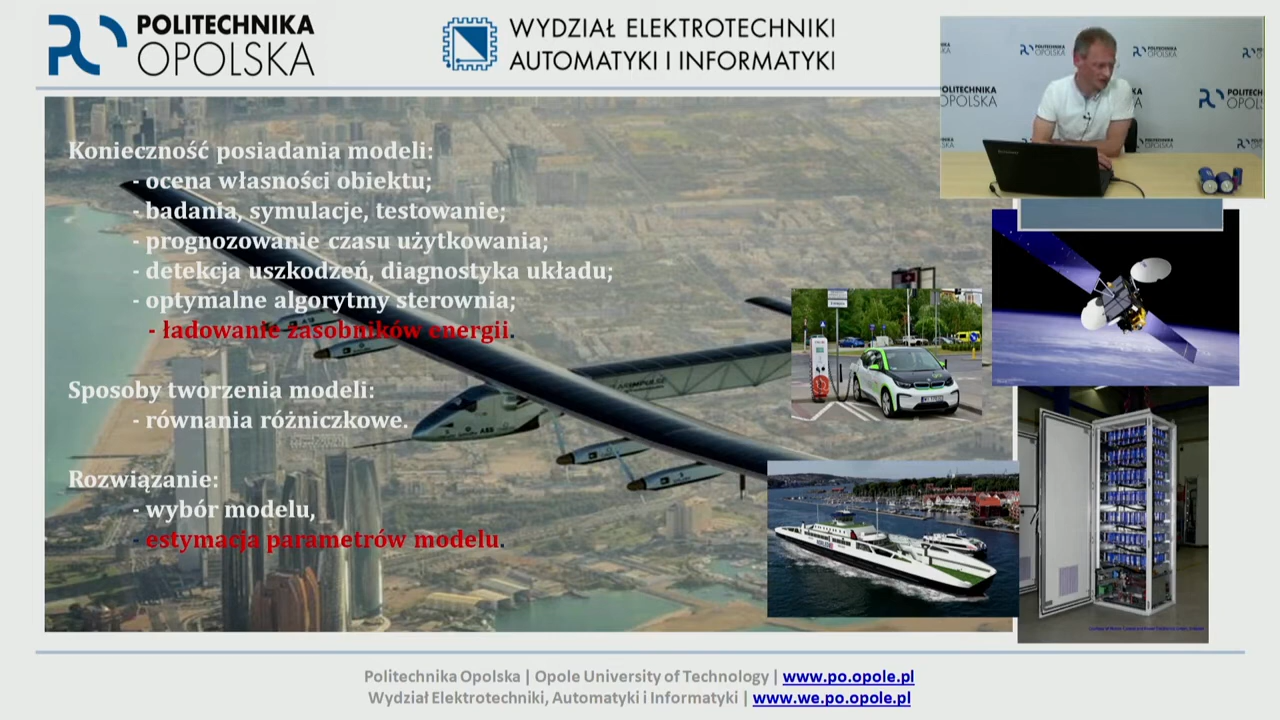 POLITECHNIKA
OPOLSKA
WYDZIAŁ ELEKTROTECHNIKI
AUTOMATYKI I INFORMATYKI
Konieczność posiadania modeli:
- ocena własności obiektu;
- badania, symulacje, testowanie;
- prognozowanie czasu użytkowania;
- detekcja uszkodzeń, diagnostyka układu;
- optymalne algorytmy sterownia;
- ładowanie zasobników energii.
Sposoby tworzenia modeli:
- równania różniczkowe.
Rozwiązanie:
- wybór modelu,
- estymacja parametrów modelu.
ABB
Politechnika Opolska | Opole University of Technology | www.po.opole.pl
Wydział Elektrotechniki, Automatyki i Informatyki | www.we.po.opole.pl